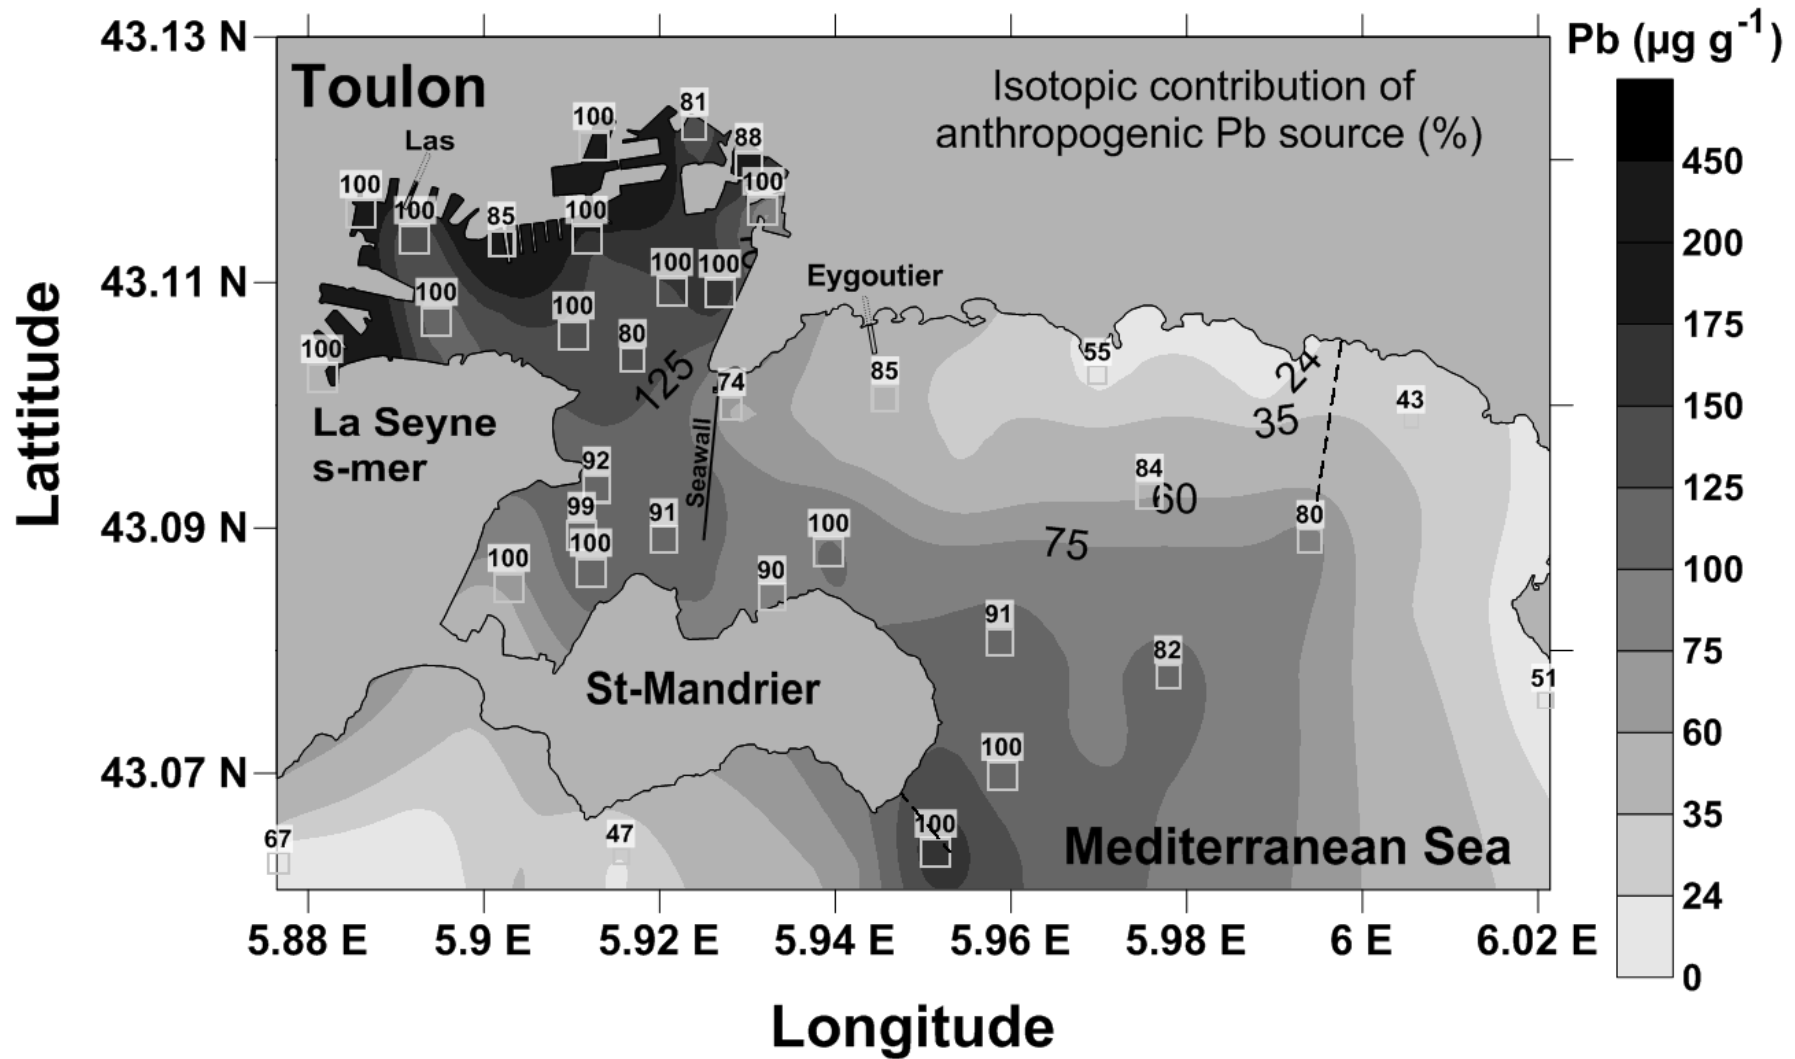 43.13 N
Pb (µg g-1)
Toulon
Isotopic contribution of
anthropogenic Pb source (%)
81
100
88
Las
450
100
100
100
85
100
200
100
100
Eygoutier
43.11 N
100
100
175
80
100
55
24
125
74
85
43
150
35
La Seyne
s-mer
Seawall
92
84
125
60
99
91
80
43.09 N
100
100
75
100
90
100
91
82
75
51
St-Mandrier
60
100
43.07 N
35
100
67
47
Mediterranean Sea
24
0
5.88 E
5.9 E
5.92 E
5.94 E
5.96 E
5.98 E
6 E
6.02 E
Lattitude
Longitude